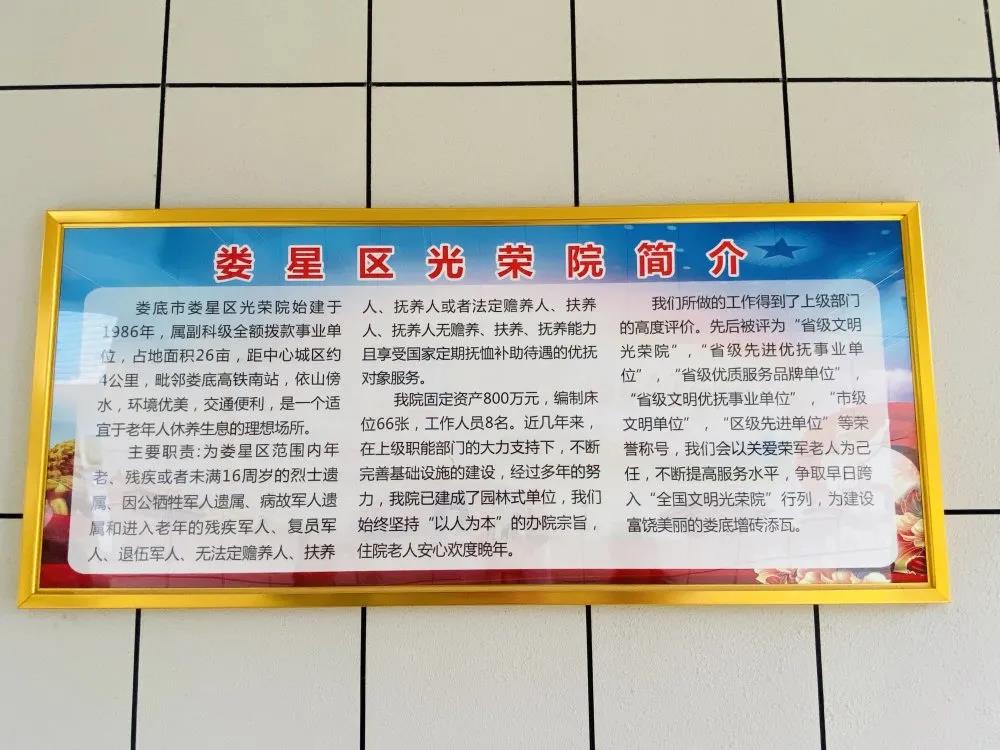 娄星区光荣院简介
娄底市娄星区光荣院始建于
1986年，属副科级全额拨款事业单
位，占地面积26亩，距中心城区约
4公里，毗邻娄底高铁南站，依山傍
水，环境优美，交通便利，是一个适
宜于老年人休养生息的理想场所。
主要职责:为娄星区范围内年
老、残疾或者未满16周岁的烈士遗
属、因公牺牲军人遗属、病故军人遗
属和进入老年的残疾军人、复员军
人、退伍军人、无法定赡养人、扶养
人、抚养人或者法定赡养人、扶养
人、抚养人无赡养、扶养、抚养能力
且享受国家定期抚恤补助待遇的优抚
对象服务。
我院固定资产800万元，编制床
位66张，工作人员8名。近几年来，
在上级职能部门的大力支持下，不断
完善基础设施的建设，经过多年的努
力，我院已建成了园林式单位，我们
始终坚持“以人为本”的办院宗旨，
住院老人安心欢度晚年。
我们所做的工作得到了上级部门
的高度评价。先后被评为“省级文明
光荣院”,“省级先进优抚事业单
位”，“省级优质服务品牌单位”，
“省级文明优抚事业单位”，“市级
文明单位”，“区级先进单位”等荣
誉称号，我们会以关爱荣军老人为己
任，不断提高服务水平，争取早日跨
入“全国文明光荣院”行列，为建设
富饶美丽的娄底增砖添瓦。